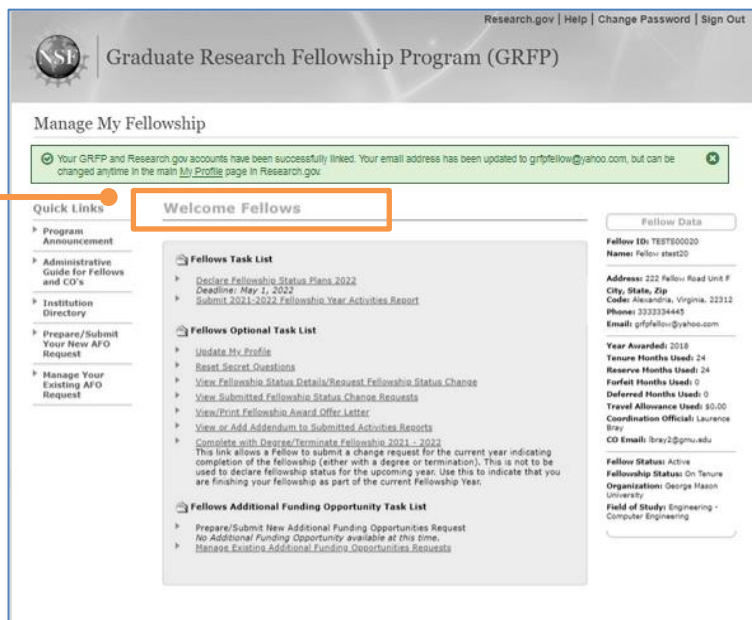 Research.gov | Help | Change Password | Sign Out
NSF
Graduate Research Fellowship Program (GRFP)
Manage My Fellowship
Your GRFP and Research.gov accounts have been successfully linked. Your email address has been updated to grfpfellow@yahoo.com, but can be
changed anytime in the main My Profile page in Research.gov
Quick Links
Program
Announcement
Administrative
Guide for Fellows
and CO's
Institution
Directory
Prepare/Submit
Your New AFO
Request
Manage Your
Existing AFO
Request
Welcome Fellows
Fellows Task List
Declare Fellowship Status Plans 2022
Deadline: May 1, 2022
Submit 2021-2022 Fellowship Year Activities Report
Fellows Optional Task List
Update My Profile
Reset Secret Questions
View Fellowship Status Details/Request Fellowship Status Change
View Submitted Fellowship Status Change Requests
View/Print Fellowship Award Offer Letter
View or Add Addendum to Submitted Activities Reports
Complete with Degree/Terminate Fellowship 2021 - 2022
This link allows a Fellow to submit a change request for the current year indicating
completion of the fellowship (either with a degree or termination). This is not to be
used to declare fellowship status for the upcoming year. Use this to indicate that you
are finishing your fellowship as part of the current Fellowship Year.
Fellows Additional Funding Opportunity Task List
Prepare/Submit New Additional Funding Opportunities Request
No Additional Funding Opportunity available at this time.
Manage Existing Additional Funding Opportunities Requests
Fellow Data
Fellow ID: TEST500020
Name: Fellow stest20
Address: 222 Fellow Road Unit F
City, State, Zip
Code: Alexandria, Virginia, 22312
Phone: 3333334445
Email: grfpfellow@yahoo.com
Year Awarded: 2018
Tenure Months Used: 24
Reserve Months Used: 24
Forfeit Months Used: 0
Deferred Months Used: 0
Travel Allowance Used: $0.00
Coordination Official: Laurence
Bray
CO Email: lbray2@gmu.edu
Fellow Status: Active
Fellowship Status: On Tenure
Organization: George Mason
University
Field of Study: Engineering -
Computer Engineering